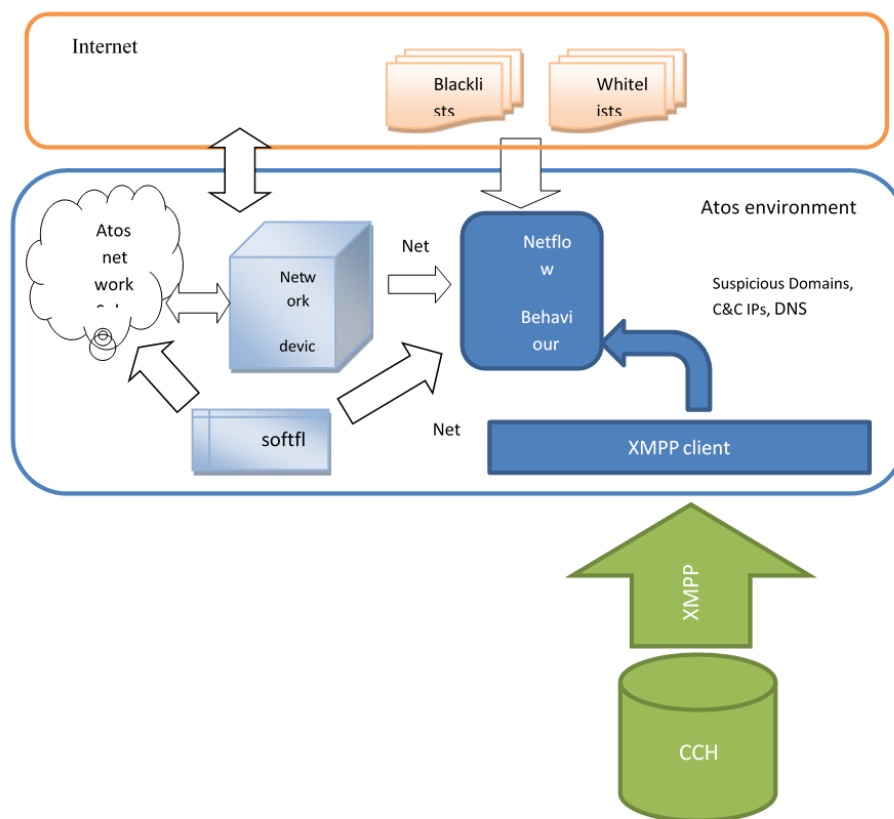 Internet
Blackli
sts
Whitel
ists
Atos environment
Atos
net
work
Netw
ork
devic
Net
Netflo
w
Behavi
our
Suspicious Domains,
C&C IPs, DNS
softfl
Net
XMPP client
XMPP
CCH